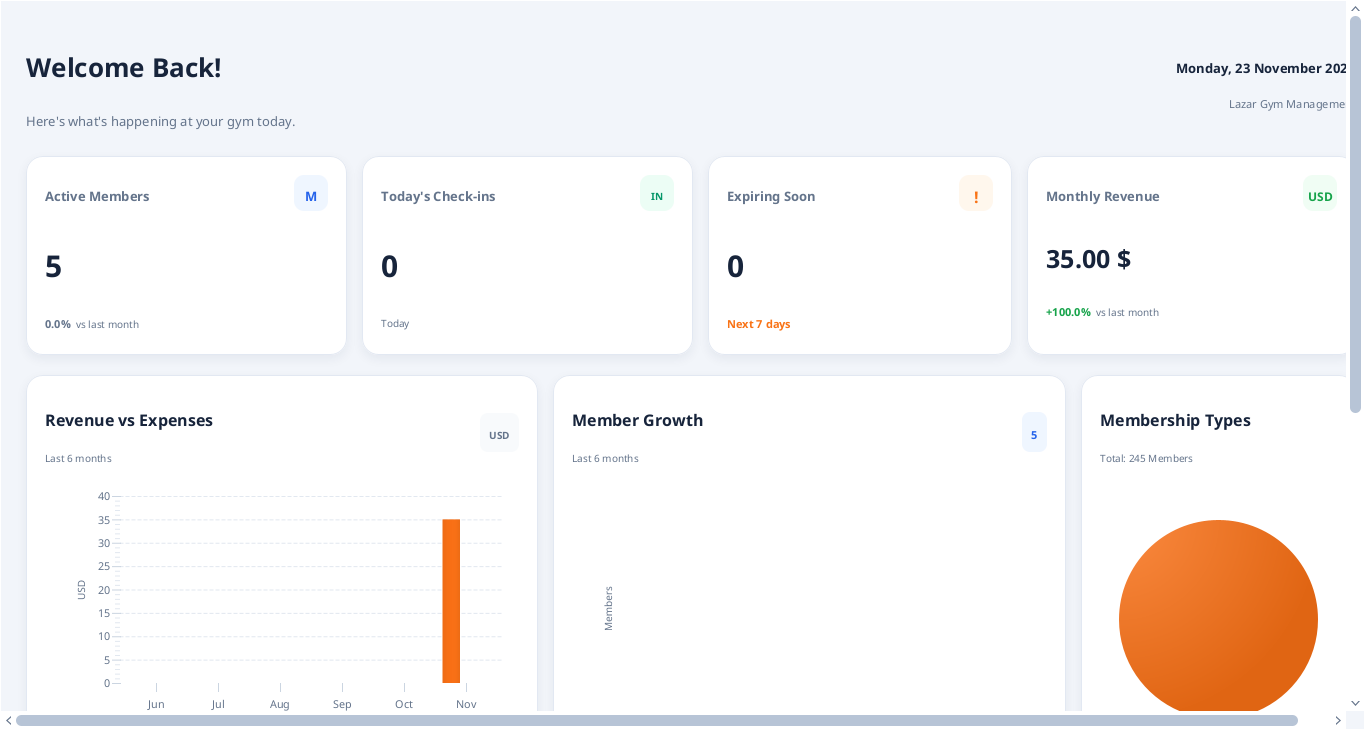 Welcome Back!
Monday, 23 November 202
Lazar Gym Manageme
Here's what's happening at your gym today.
Active Members
M
5
0.0% vs last month
Today's Check-ins
IN
0
Today
Expiring Soon
!
0
Next 7 days
Monthly Revenue
USD
35.00 $
+100.0% vs last month
Revenue vs Expenses
USD
Last 6 months
40
35
30
25
20
15
10
5
0
USD
Jun Jul Aug Sep Oct Nov
Member Growth
5
Last 6 months
Members
Membership Types
Total: 245 Members